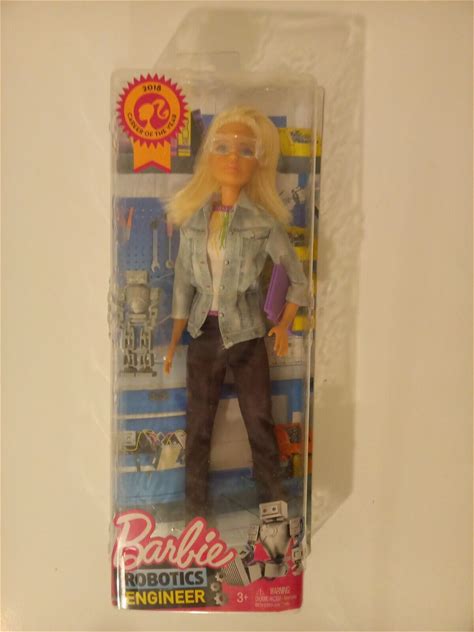 2018
CAREER OF THE YEAR
Barbie
ROBOTICS
ENGINEER
3+
WARNING: